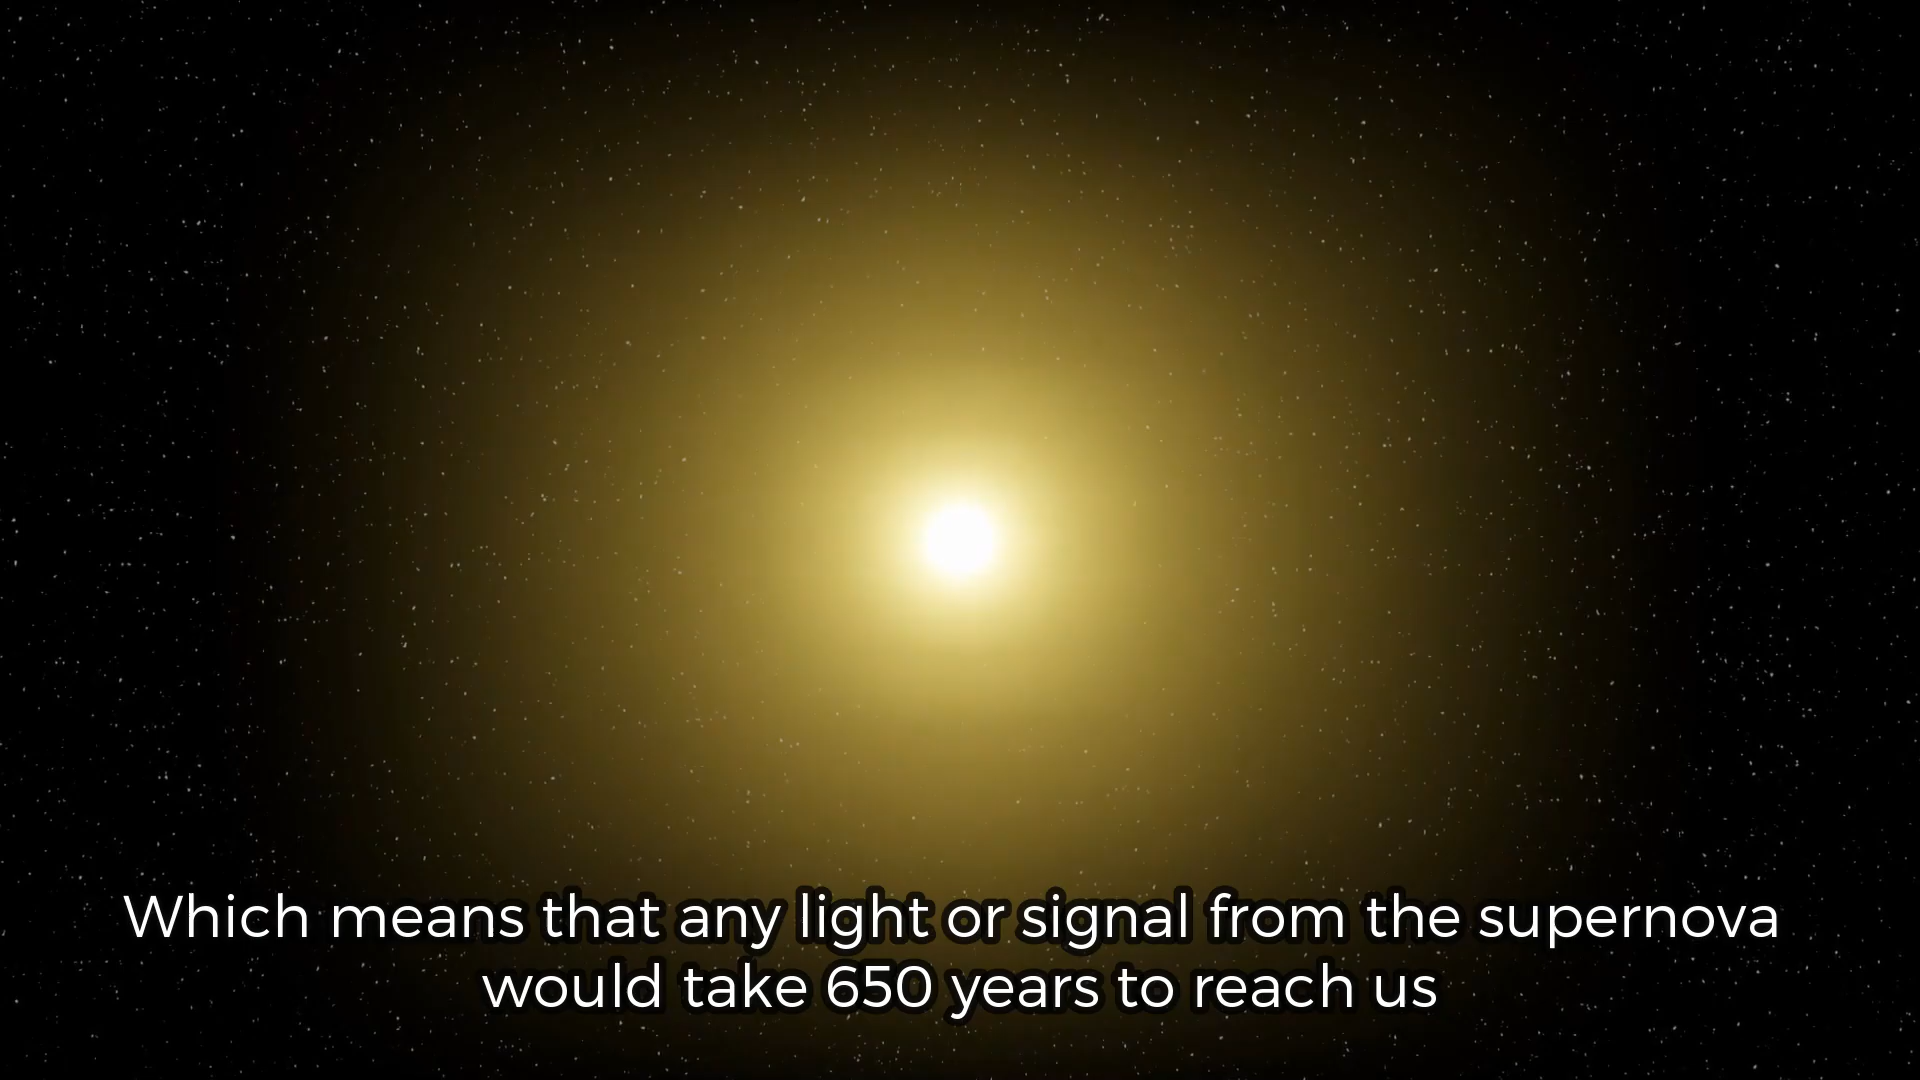 Which means that any light or signal from the supernova
would take 650 years to reach us